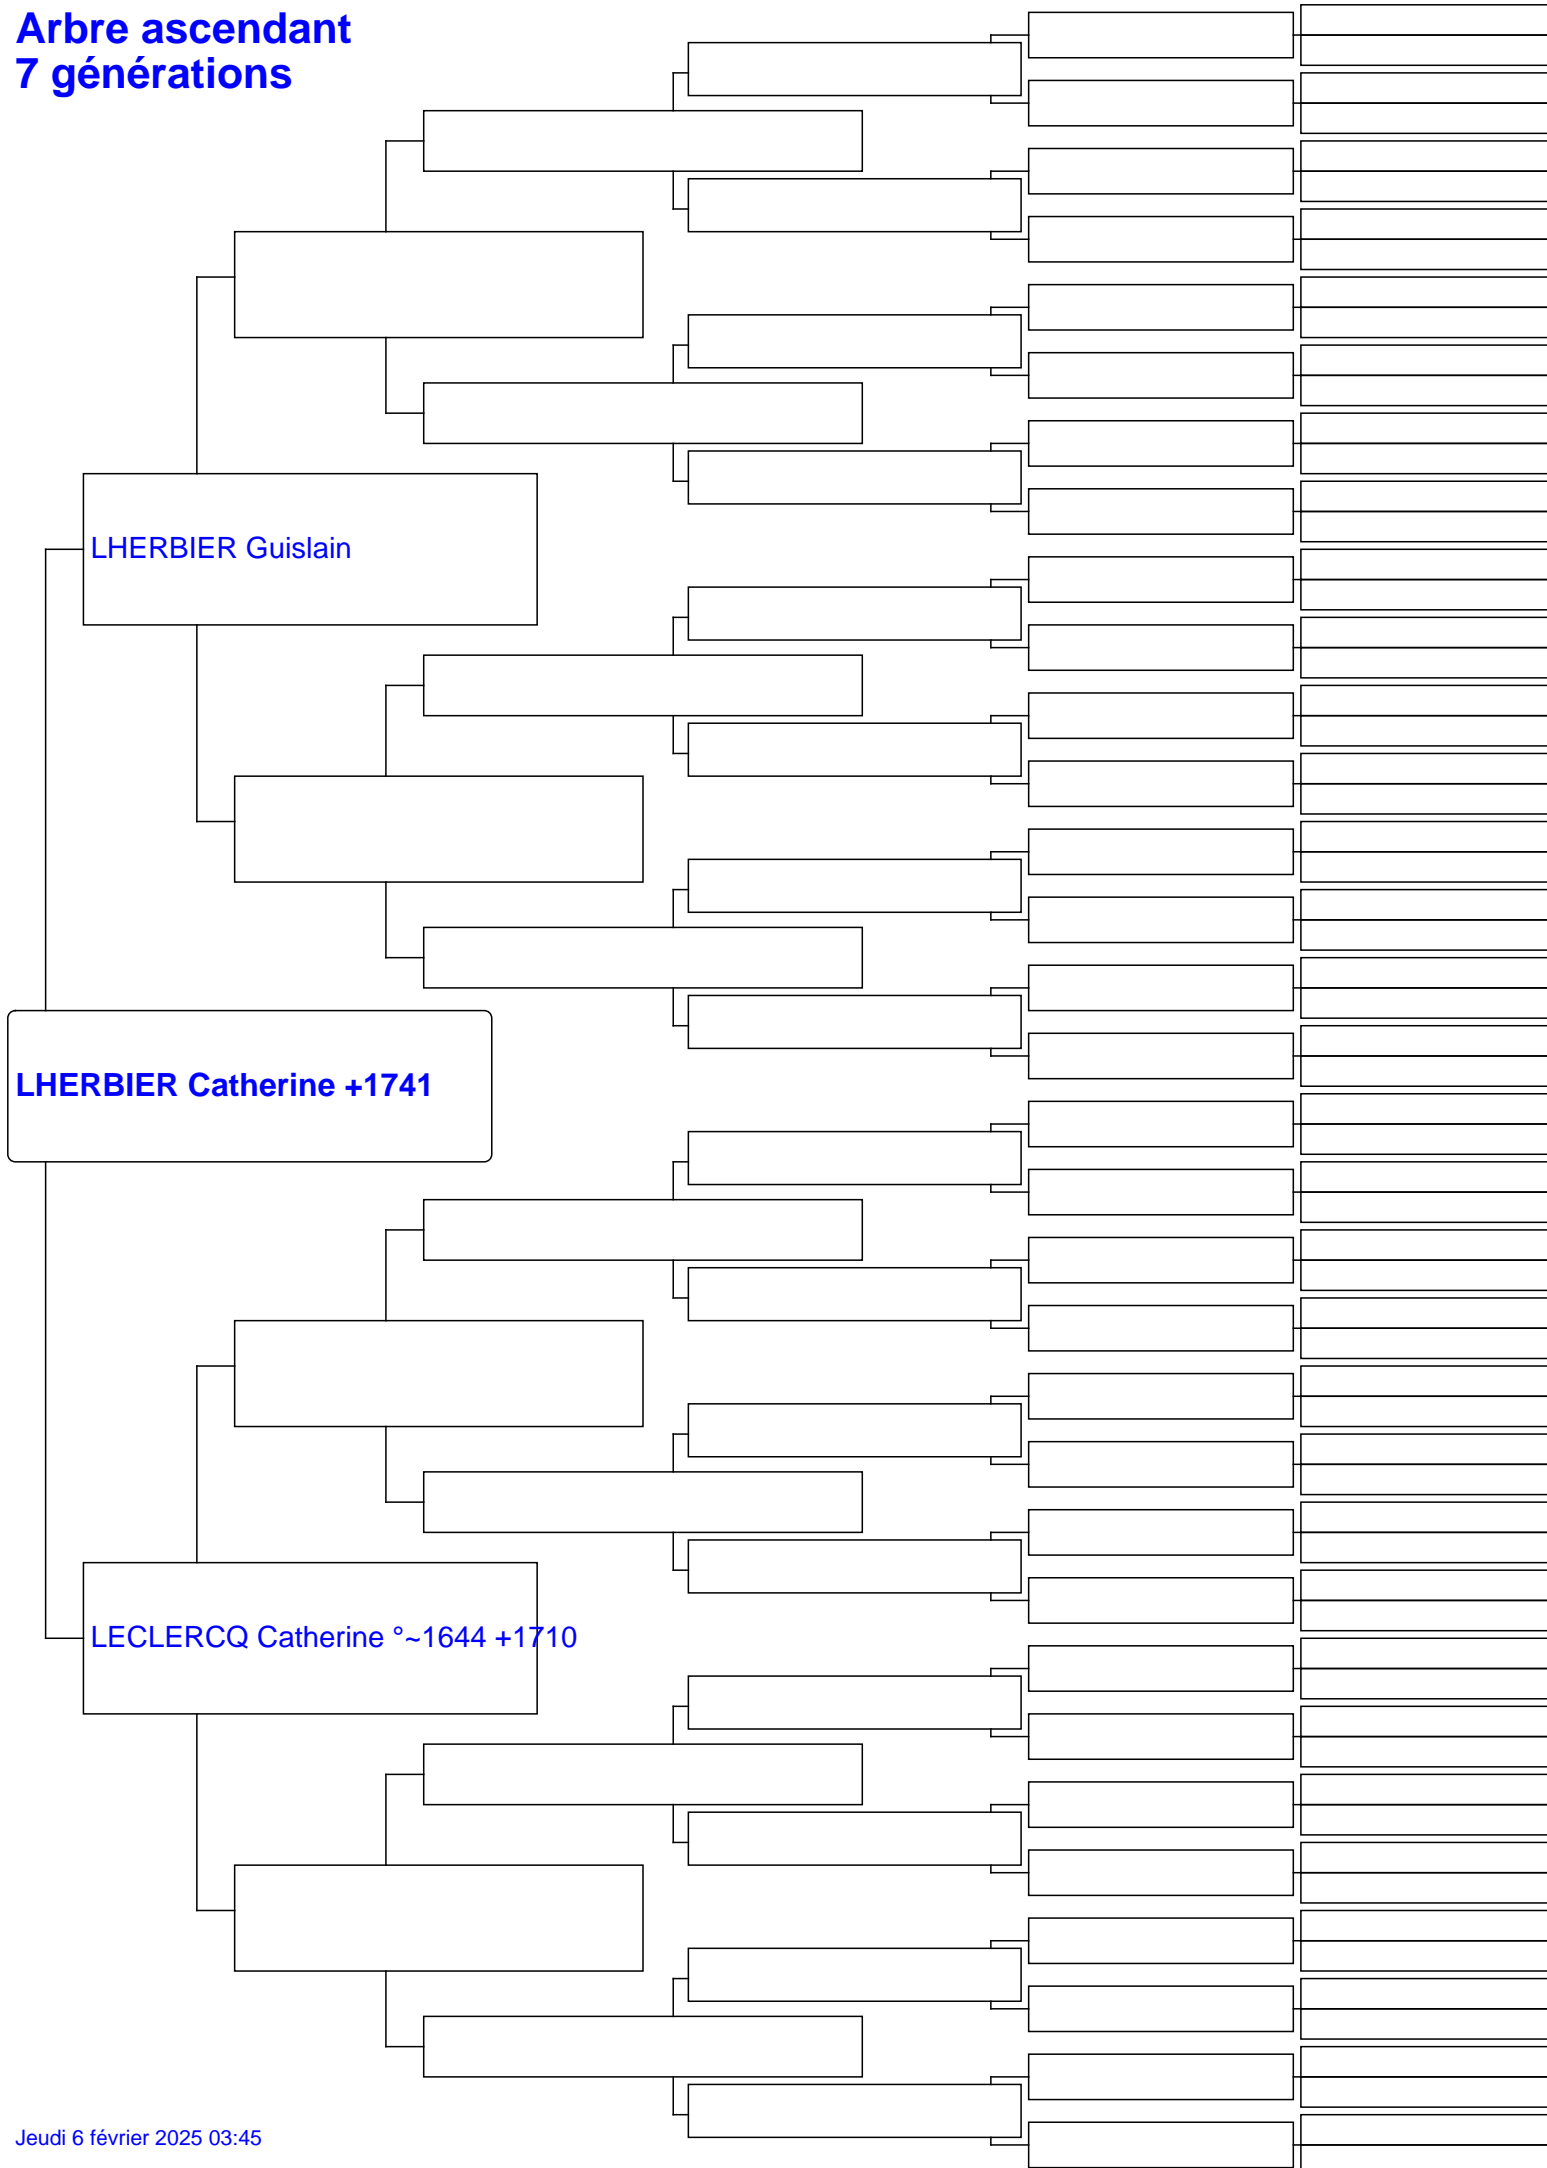 Arbre ascendant
7 générations
LHERBIER Guislain
LHERBIER Catherine +1741
LECLERCQ Catherine °~1644 +1710
Jeudi 6 février 2025 03:45